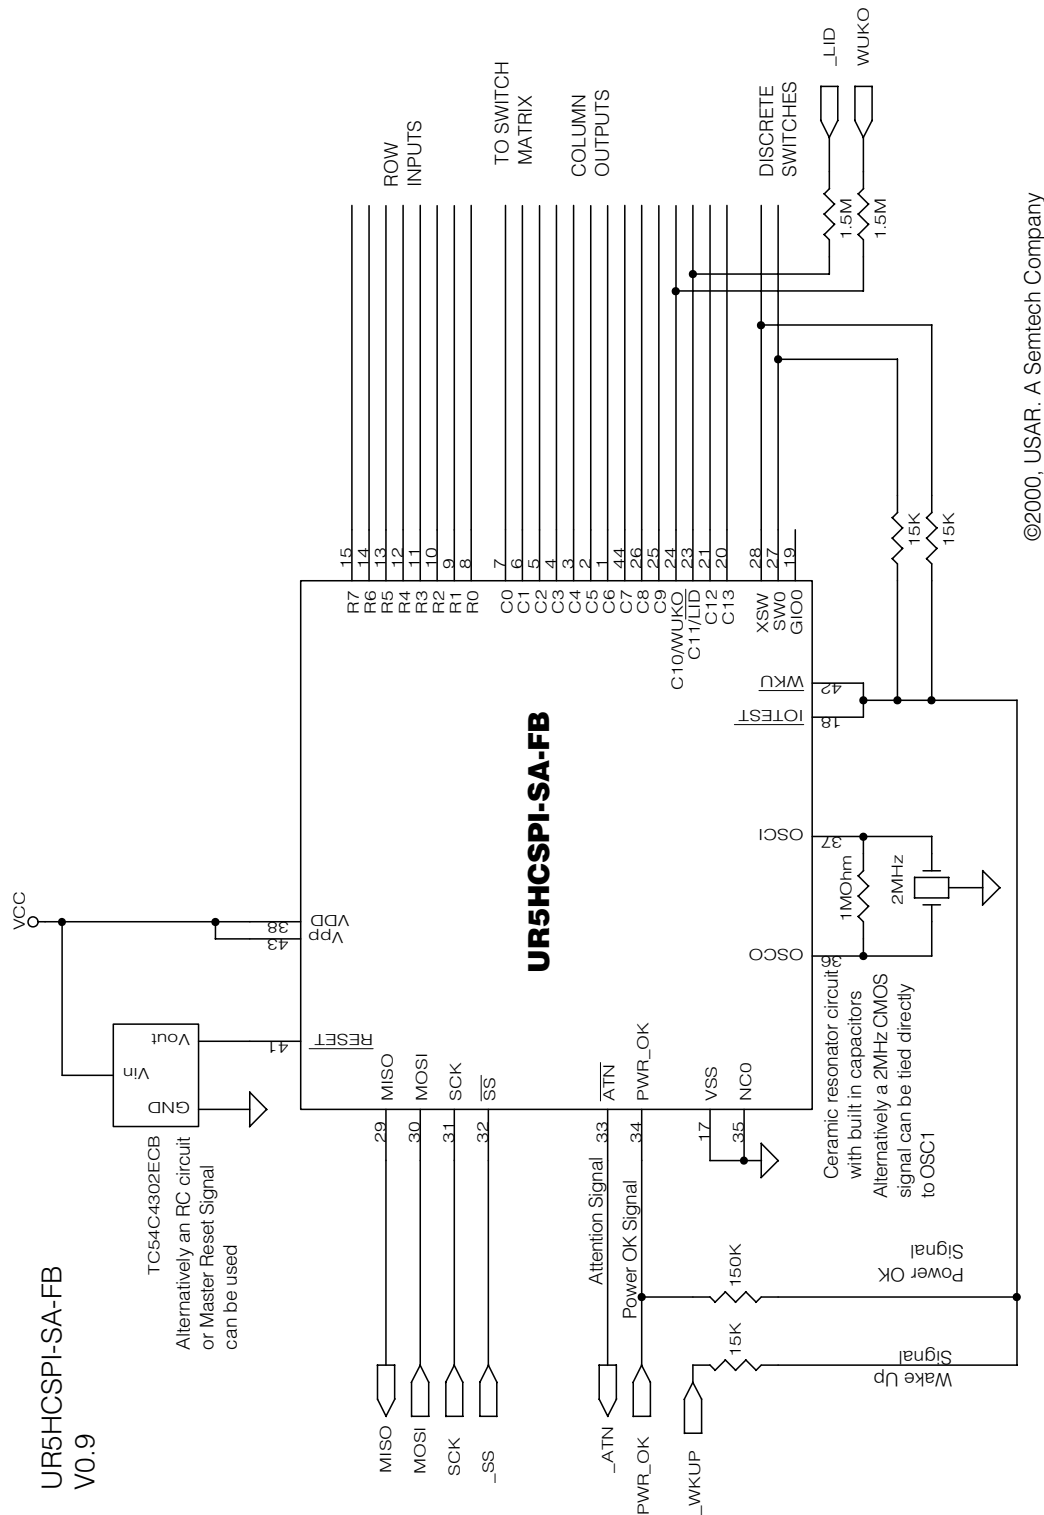 UR5HCSPI-SA-FB
V0.9
VCC
TC54C4302ECB
Alternatively an RC circuit
or Master Reset Signal
can be used
GND
Vin
Vout
41
RESET
43
Vpp
38
VDD
UR5HCSPI-SA-FB
MISO
29
MISO
MOSI
30
MOSI
SCK
31
SCK
_SS
32
SS
_ATN
Attention Signal
33
ATN
PWR_OK
Power OK Signal
34
PWR_OK
_WKUP
15K
150K
Wake Up
Signal
Power OK
Signal
17
VSS
35
NC0
R7
15
R6
14
R5
13
R4
12
R3
11
R2
10
R1
9
R0
8
ROW
INPUTS
C0
7
C1
6
C2
5
C3
4
C4
3
C5
2
C6
1
C7
44
C8
26
C9
25
C10/WUKO
24
C11/LID
23
C12
21
C13
20
TO SWITCH
MATRIX
COLUMN
OUTPUTS
XSW
28
SW0
27
GIO0
19
DISCRETE
SWITCHES
1.5M
_LID
1.5M
WUKO
15K
15K
OSCO
36
OSCI
37
IOTEST
18
WKU
42
1MOhm
2MHz
Ceramic resonator circuit
with built in capacitors
Alternatively a 2MHz CMOS
signal can be tied directly
to OSC1
©2000, USAR. A Semtech Company